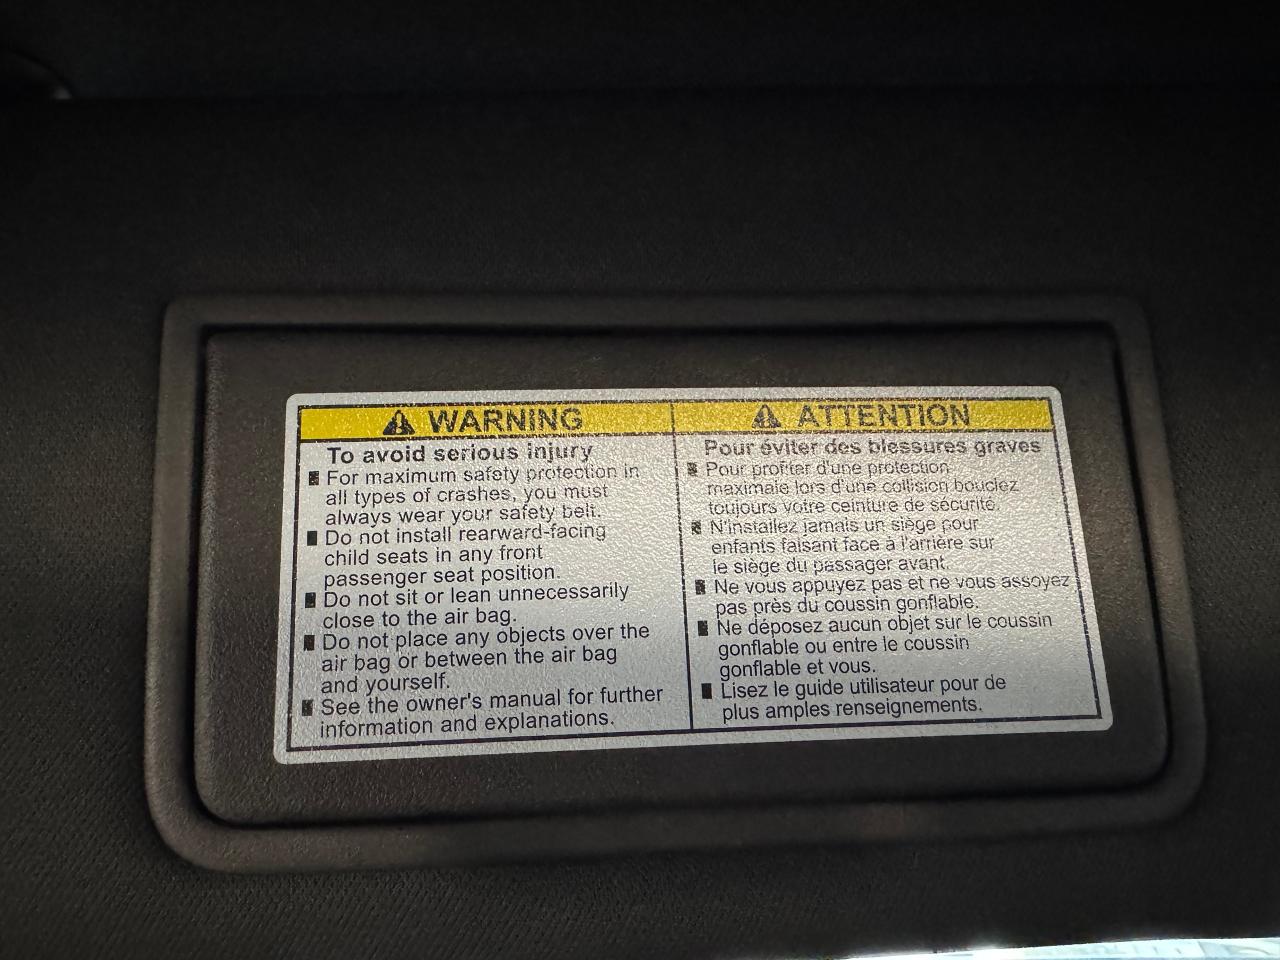 WARNING
To avoid serious injury
For maximum safety protection in
all types of crashes, you must
always wear your safety belt.
Do not install rearward-facing
child seats in any front
passenger seat position.
Do not sit or lean unnecessarily
close to the air bag.
Do not place any objects over the
air bag or between the air bag
and yourself.
See the owner's manual for further
information and explanations.
ATTENTION
Pour éviter des blessures graves
Pour profiter d'une protection
maximale lors d'une collision bouclez
toujours votre ceinture de sécurité.
N'installez jamais un siège pour
enfants faisant face à l'arrière sur
le siège du passager avant.
Ne vous appuyez pas et ne vous assoyez
pas près du coussin gonflable.
Ne déposez aucun objet sur le coussin
gonflable ou entre le coussin
gonflable et vous.
Lisez le guide utilisateur pour de
plus amples renseignements.